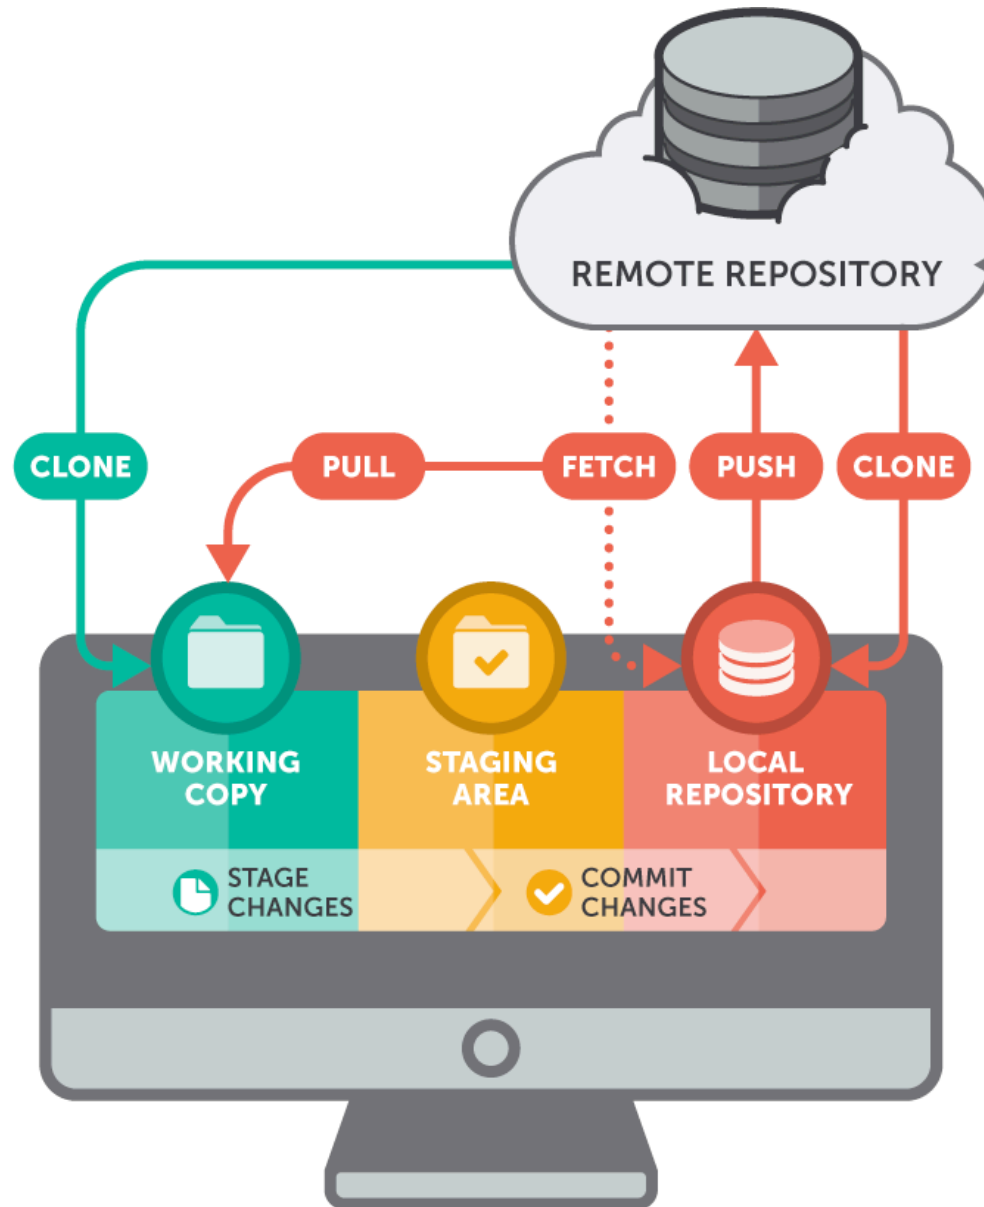 REMOTE REPOSITORY
CLONE
PULL
FETCH
PUSH
CLONE
WORKING
COPY
STAGING
AREA
LOCAL
REPOSITORY
STAGE
CHANGES
COMMIT
CHANGES